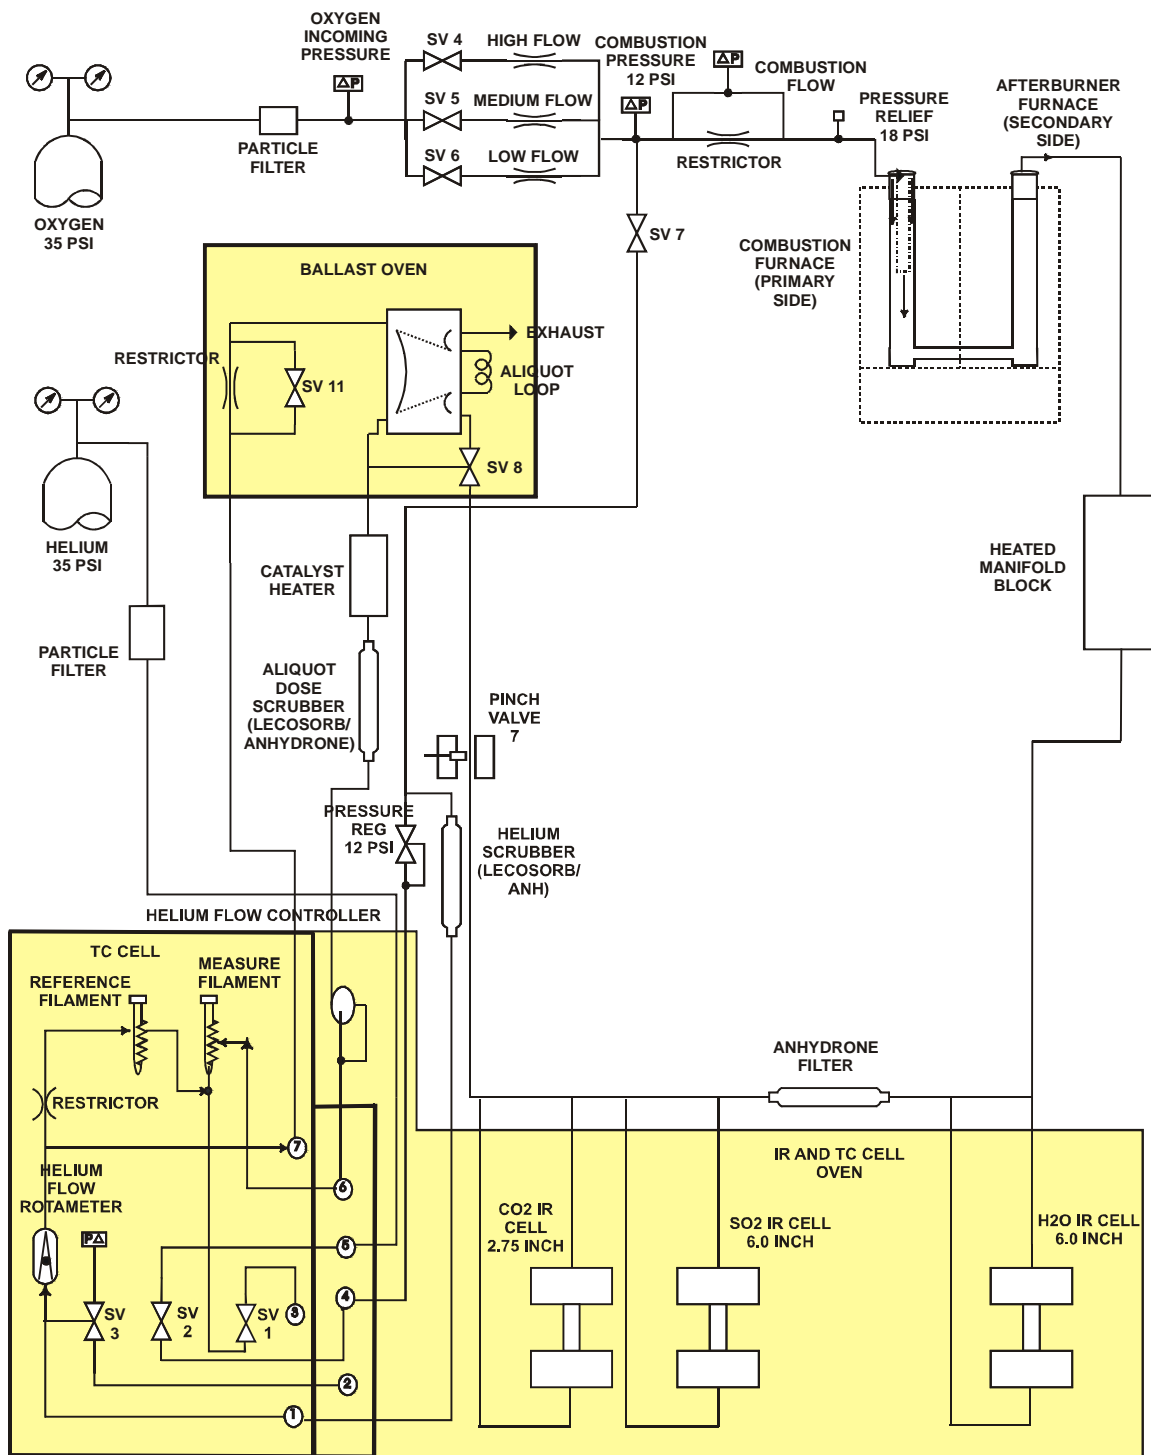 OXYGEN
INCOMING
PRESSURE
SV 4
HIGH FLOW
COMBUSTION
PRESSURE
12 PSI
△P
△P
△P
COMBUSTION
FLOW
AFTERBURNER
FURNACE
(SECONDARY
SIDE)
PRESSURE
RELIEF
18 PSI
SV 5
MEDIUM FLOW
PARTICLE
FILTER
SV 6
LOW FLOW
RESTRICTOR
OXYGEN
35 PSI
SV 7
COMBUSTION
FURNACE
(PRIMARY
SIDE)
BALLAST OVEN
EXHAUST
RESTRICTOR
SV 11
ALIQUOT
LOOP
SV 8
HELIUM
35 PSI
CATALYST
HEATER
HEATED
MANIFOLD
BLOCK
PARTICLE
FILTER
ALIQUOT
DOSE
SCRUBBER
(LECOSORB/
ANHYDRONE)
PINCH
VALVE
7
PRESSURE
REG
12 PSI
HELIUM
SCRUBBER
(LECOSORB/
ANH)
HELIUM FLOW CONTROLLER
TC CELL
REFERENCE
FILAMENT
MEASURE
FILAMENT
ANHYDRONE
FILTER
RESTRICTOR
7
IR AND TC CELL
OVEN
HELIUM
FLOW
ROTAMETER
6
CO2 IR
CELL
2.75 INCH
SO2 IR CELL
6.0 INCH
H2O IR CELL
6.0 INCH
P△
5
4
3
SV
3
SV
2
SV
1
2
1